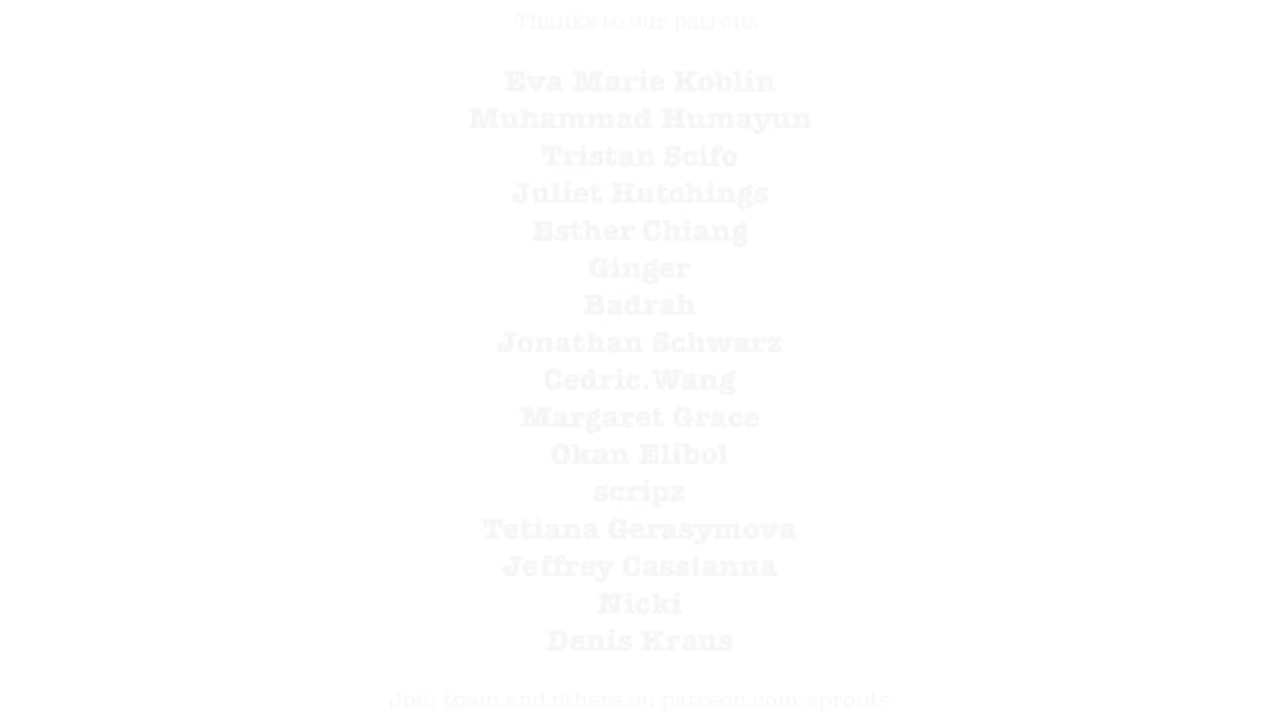 Thanks to our patrons
Eva Marie Koblin
Muhammad Humayun
Tristan Scifo
Juliet Hutchings
Esther Chiang
Ginger
Badrah
Jonathan Schwarz
Cedric.Wang
Margaret Grace
Okan Elibol
scripz
Tetiana Gerasymova
Jeffrey Cassianna
Nicki
Denis Kraus
Join them and others on patreon.com/sprouts